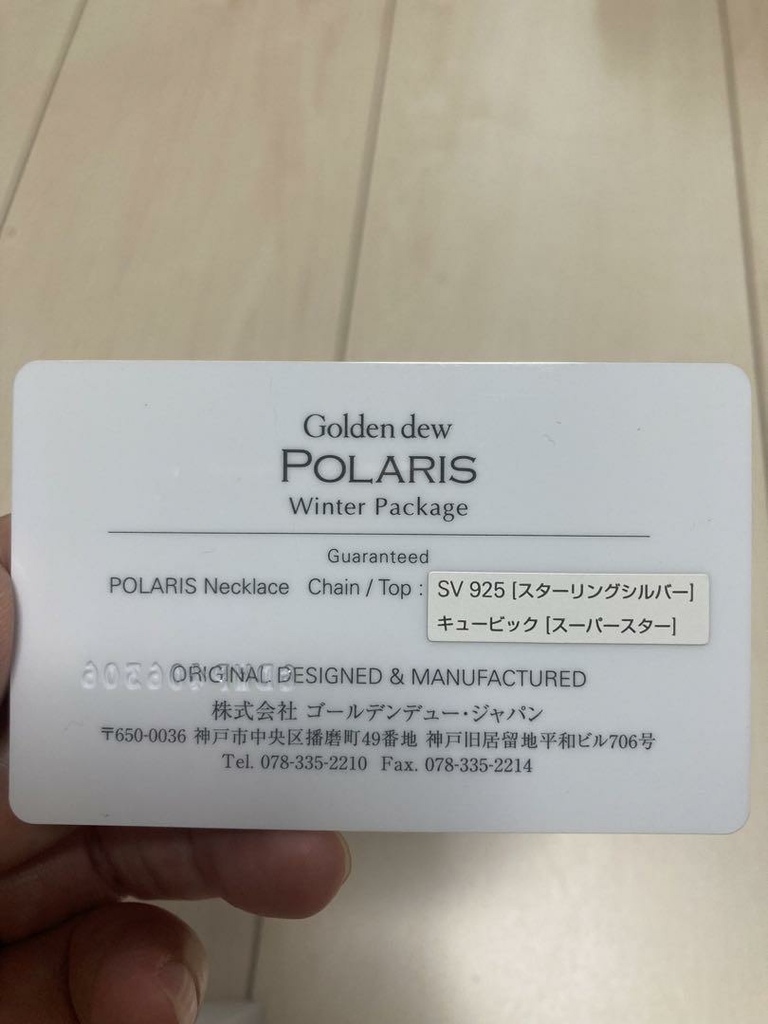 Golden dew
POLARIS
Winter Package
Guaranteed
POLARIS Necklace Chain / Top : SV 925 [スターリングシルバー]
キュービック [スーパースター]
ORIGINAL DESIGNED & MANUFACTURED
株式会社 ゴールデンデュー・ジャパン
〒650-0036 神戸市中央区播磨町49番地 神戸旧居留地平和ビル706号
Tel. 078-335-2210 Fax. 078-335-2214